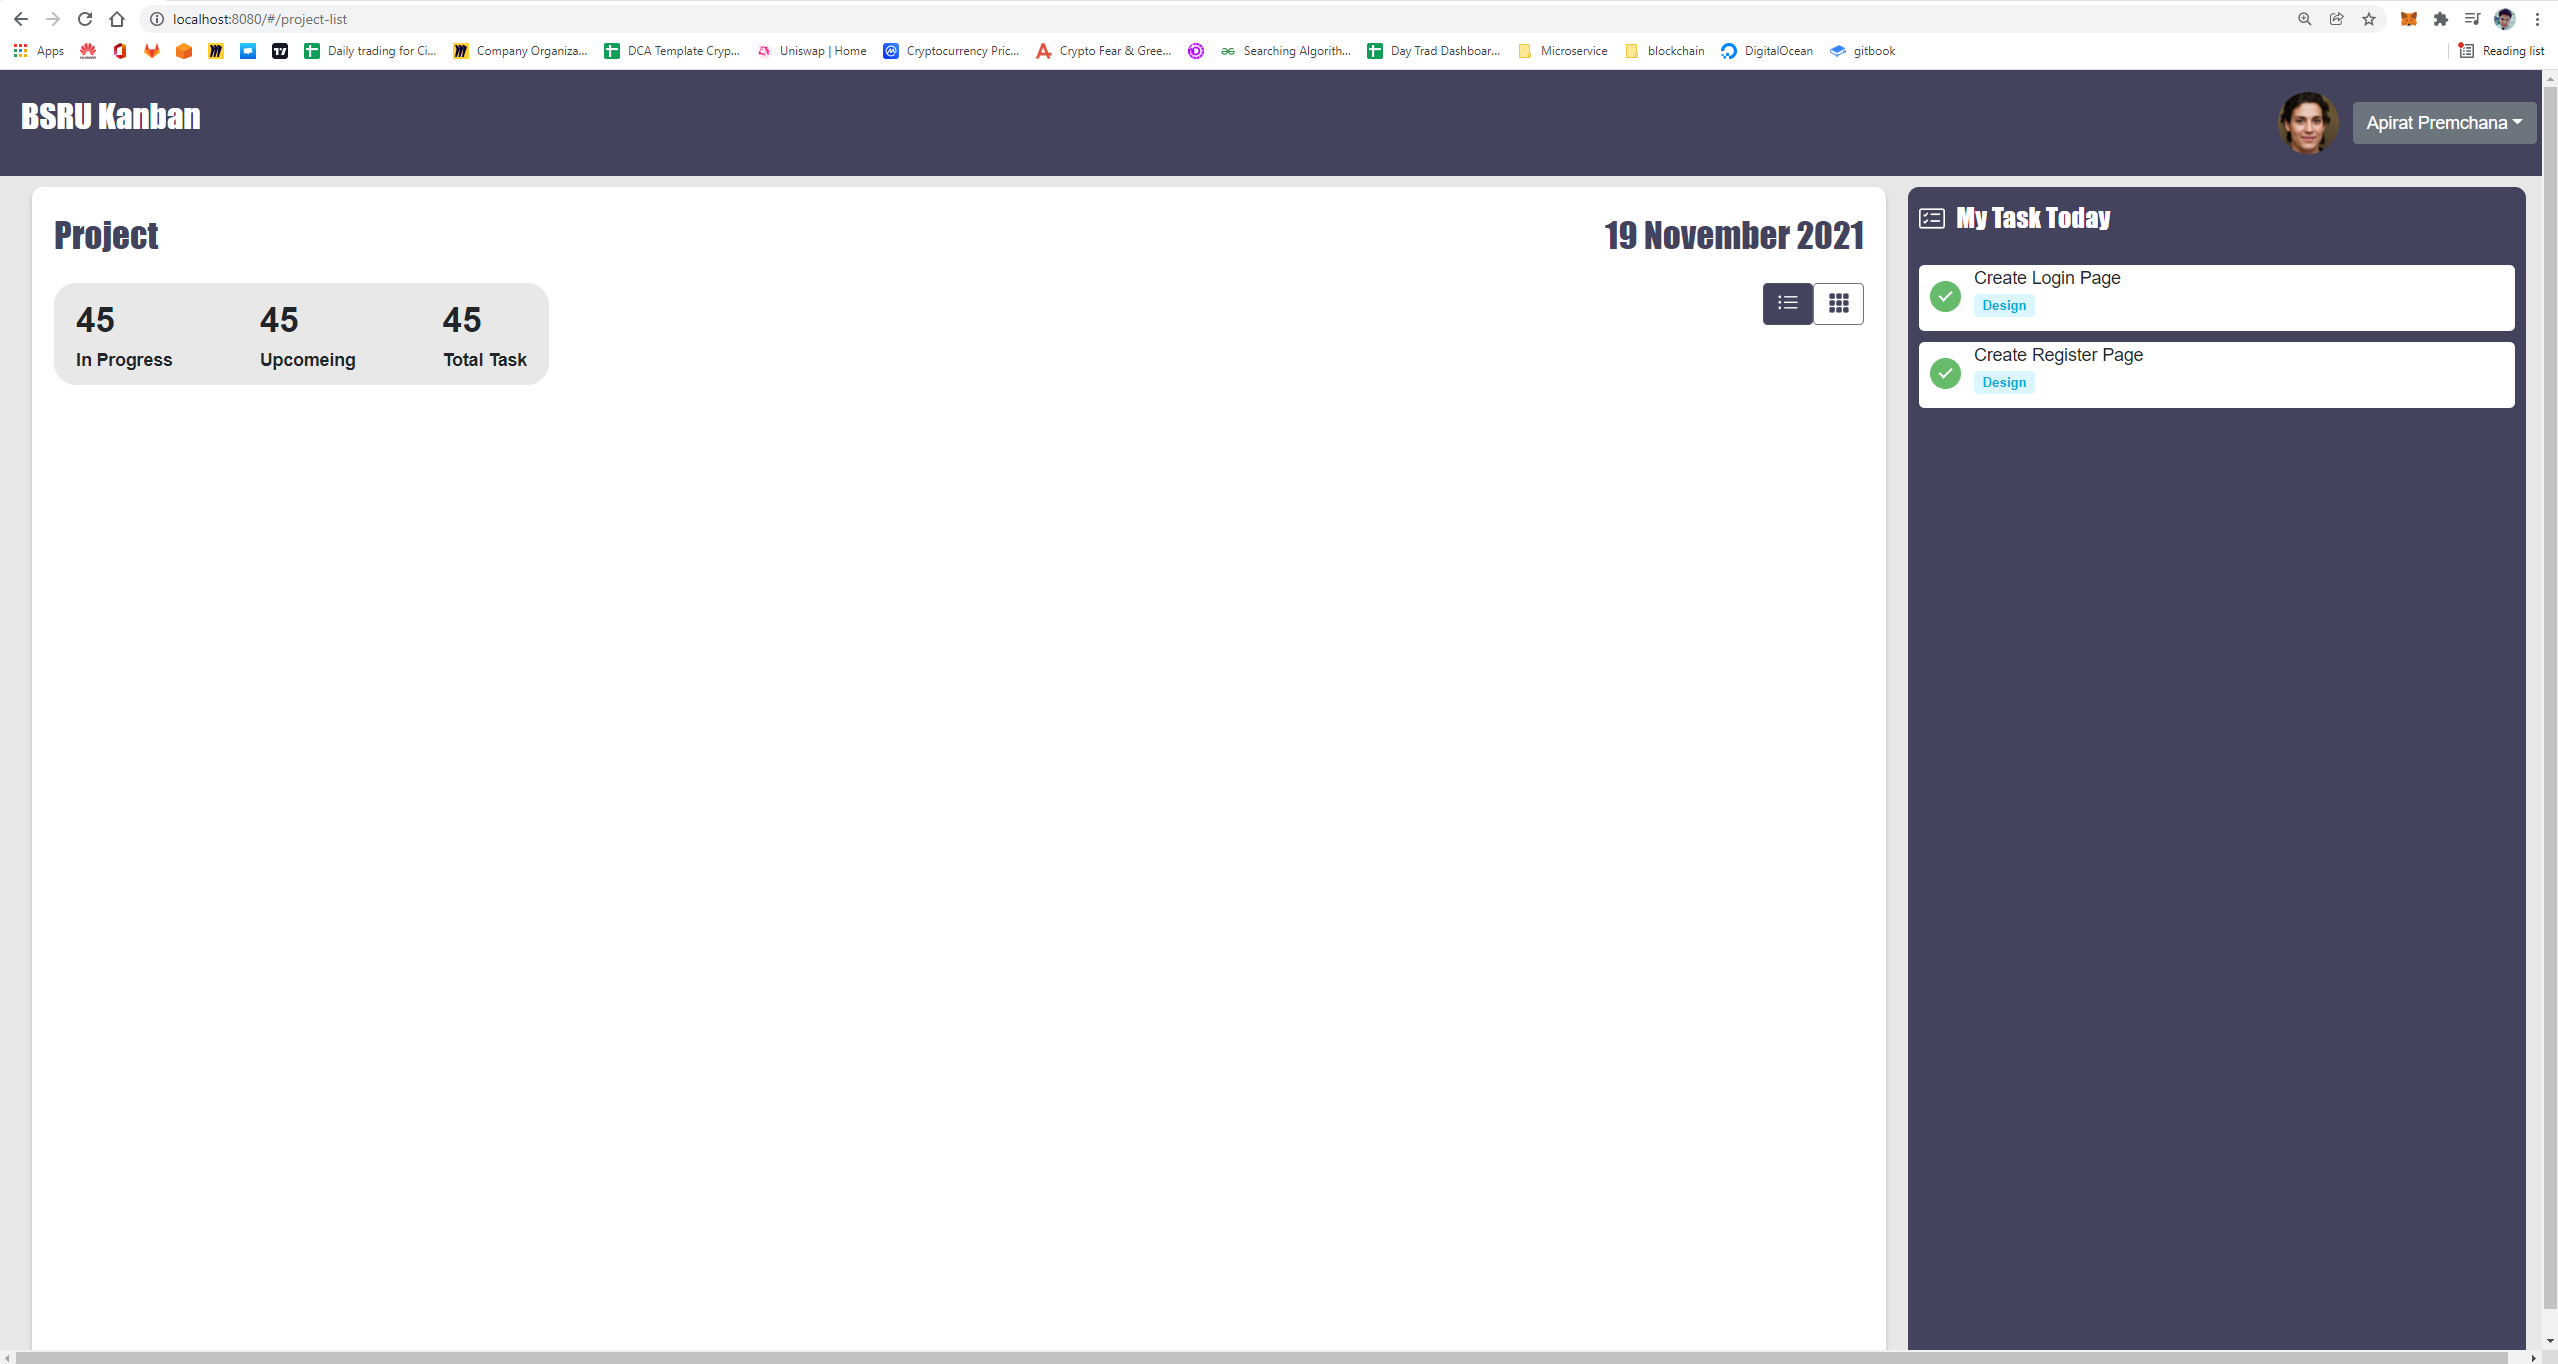 localhost:8080/#/project-list
Apps Daily trading for Ci... Company Organiza... DCA Template Cryp... Uniswap | Home Cryptocurrency Pric... Crypto Fear & Gree... Searching Algorith... Day Trad Dashboar... Microservice blockchain DigitalOcean gitbook Reading list
BSRU Kanban
Apirat Premchana
Project
19 November 2021
45 45 45
In Progress Upcomeing Total Task
My Task Today
Create Login Page
Design
Create Register Page
Design